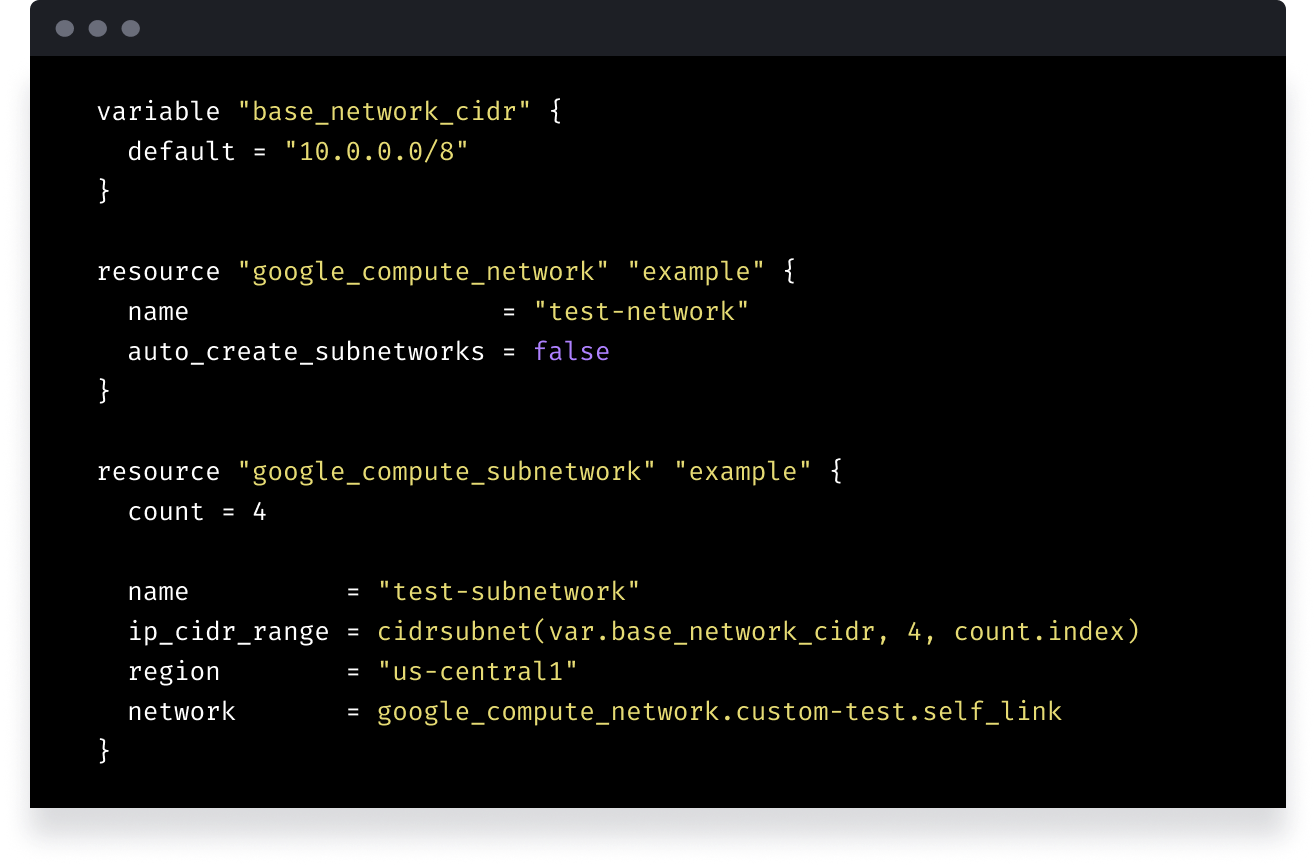 variable "base_network_cidr" {
  default = "10.0.0.0/8"
}

resource "google_compute_network" "example" {
  name                    = "test-network"
  auto_create_subnetworks = false
}

resource "google_compute_subnetwork" "example" {
  count = 4

  name          = "test-subnetwork"
  ip_cidr_range = cidrsubnet(var.base_network_cidr, 4, count.index)
  region        = "us-central1"
  network       = google_compute_network.custom-test.self_link
}